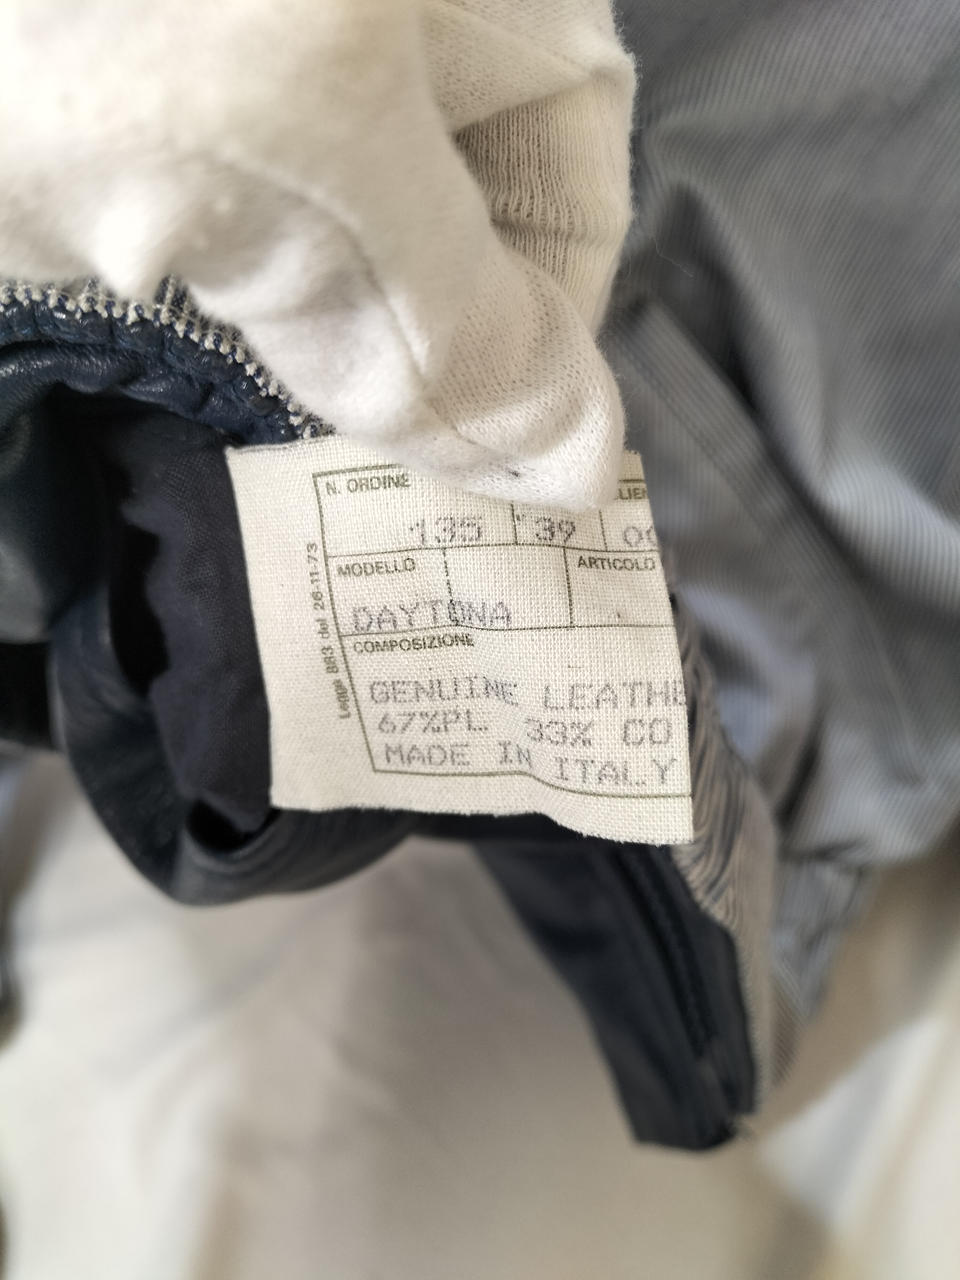 N. ORDINE
135 39
MODELLO ARTICOLO
DAYTONA
COMPOSIZIONE
GENUINE LEATHE
67%PL 33% CO
MADE IN ITALY
Legge 883 del 26-11-73